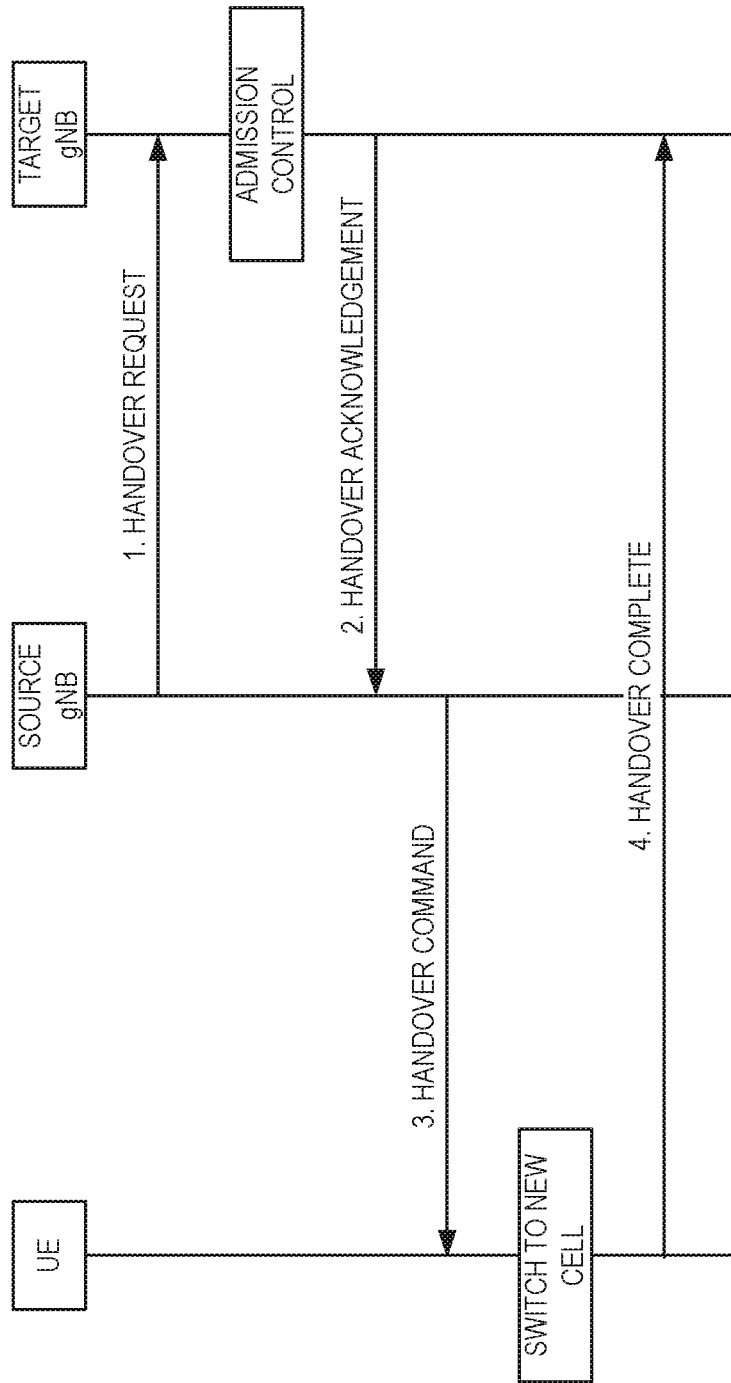 UE
SOURCE
gNB
TARGET
gNB
1. HANDOVER REQUEST
ADMISSION
CONTROL
2. HANDOVER ACKNOWLEDGEMENT
3. HANDOVER COMMAND
SWITCH TO NEW
CELL
4. HANDOVER COMPLETE